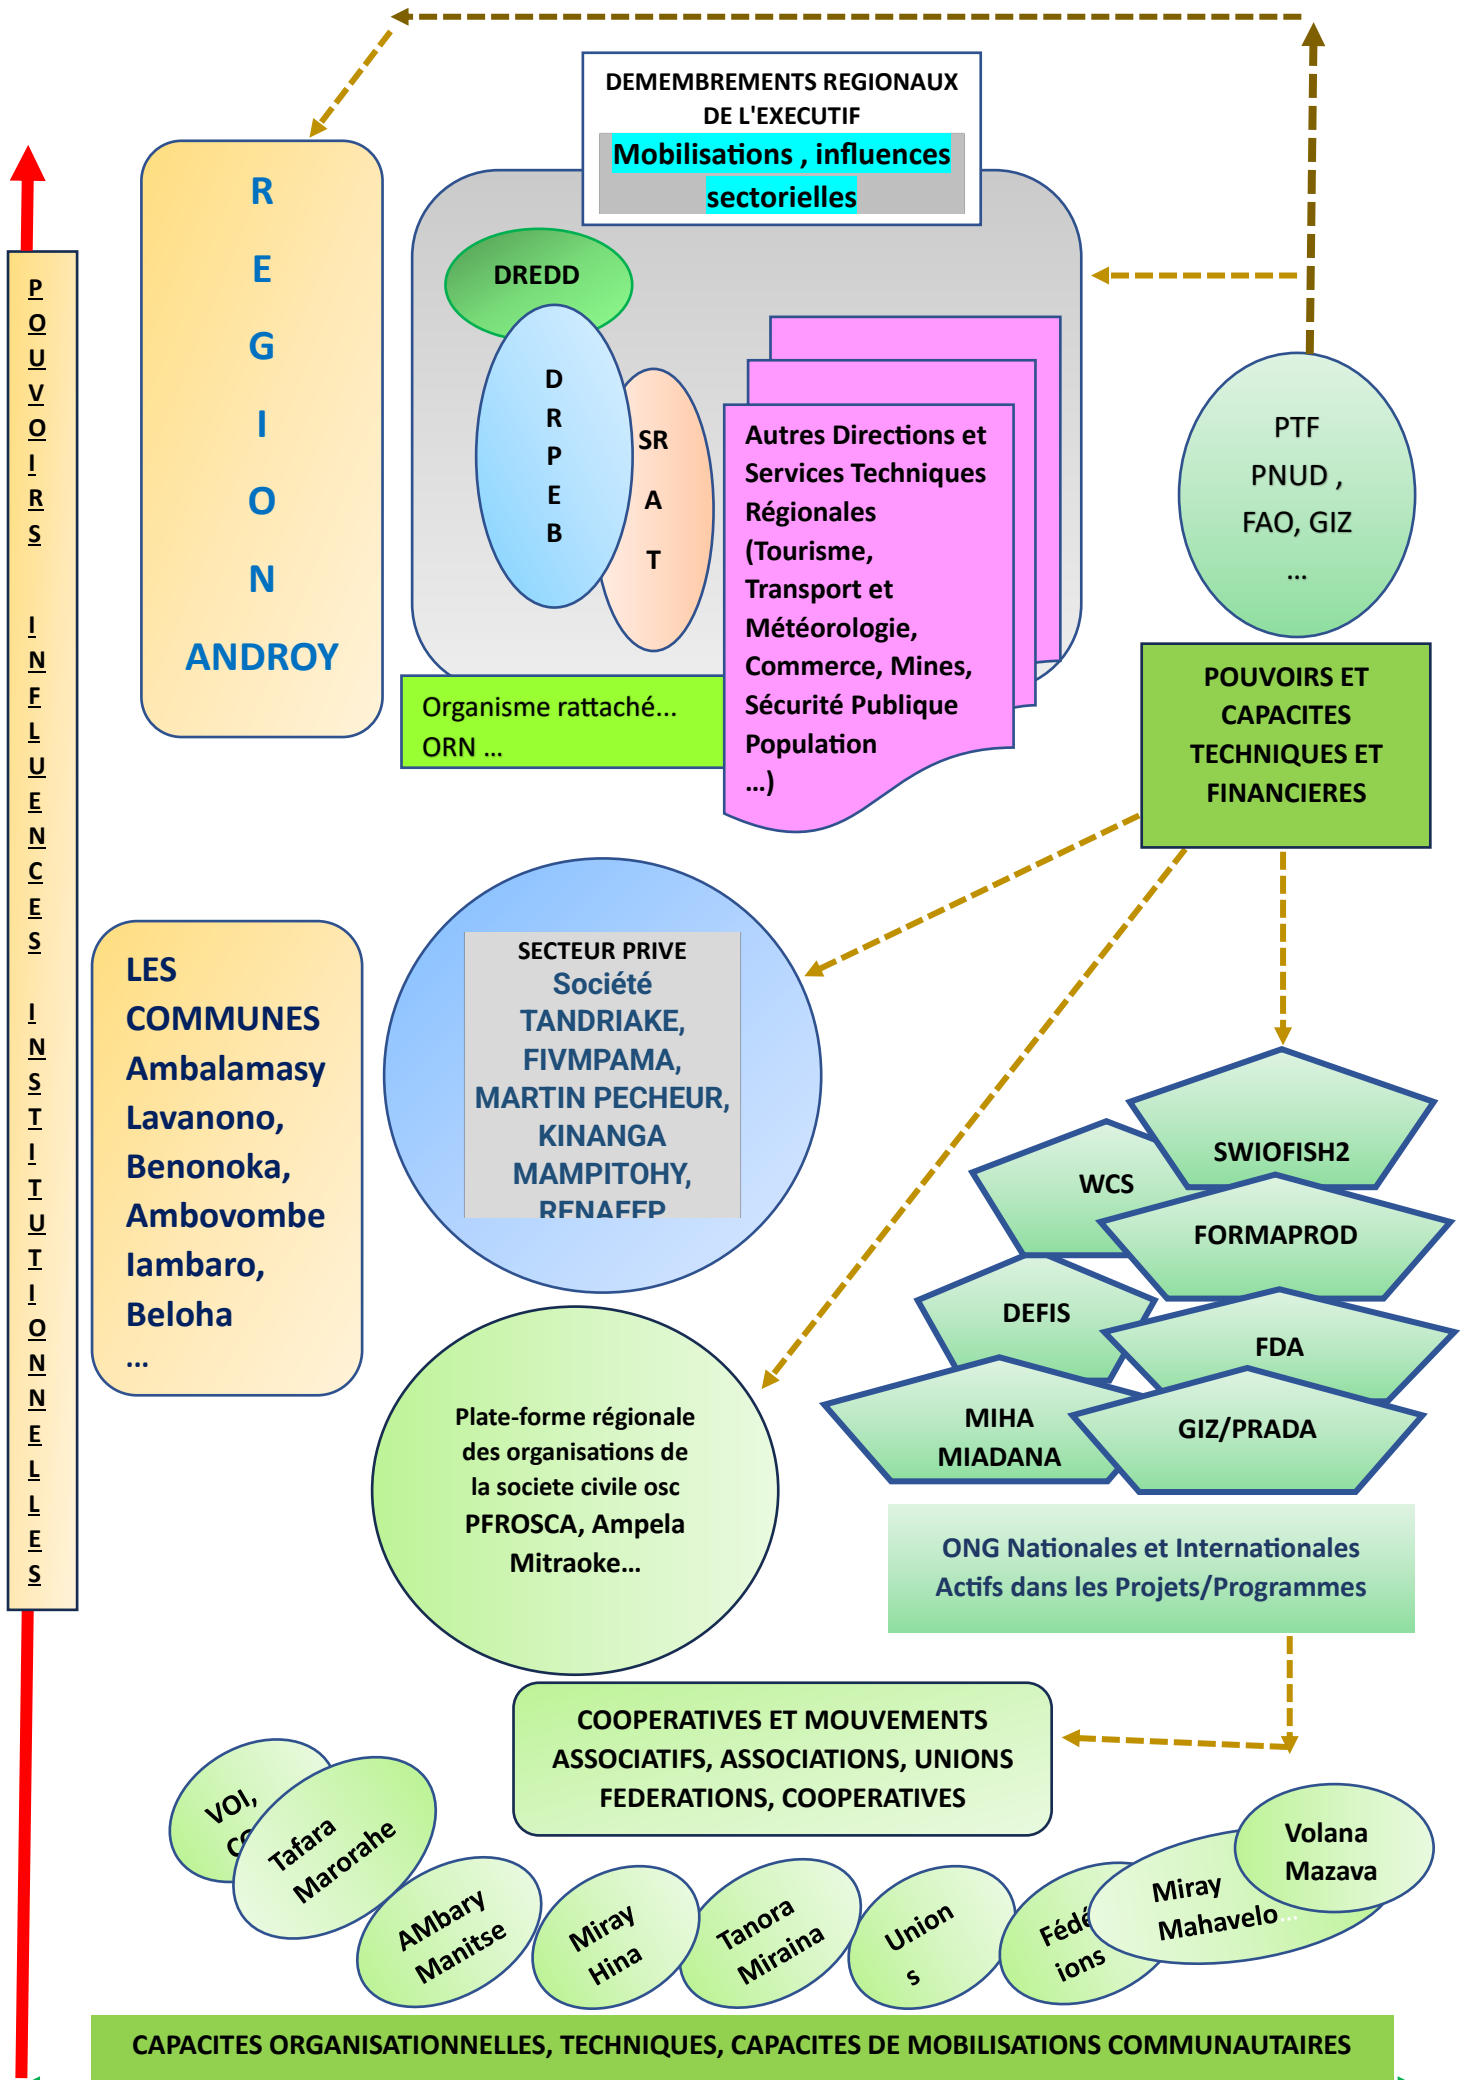 DEMEMBREMENTS REGIONAUX
DE L'EXECUTIF
Mobilisations , influences
sectorielles
R
E
G
I
O
N
ANDROY
POUVOIRS INFLUENCES INSTITUTIONNELLES
DREDD
D
R
P
E
B
SR
A
T
Autres Directions et
Services Techniques
Régionales
(Tourisme,
Transport et
Météorologie,
Commerce, Mines,
Sécurité Publique
Population
...)
Organisme rattaché...
ORN ...
PTF
PNUD ,
FAO, GIZ
...
POUVOIRS ET
CAPACITES
TECHNIQUES ET
FINANCIERES
LES
COMMUNES
Ambalamasy
Lavanono,
Benonoka,
Ambovombe
Iambaro,
Beloha
...
SECTEUR PRIVE
Société
TANDRIAKE,
FIVMPAMA,
MARTIN PECHEUR,
KINANGA
MAMPITOHY,
SWIOFISH2
WCS
FORMAPROD
DEFIS
FDA
MIHA
MIADANA
GIZ/PRADA
Plate-forme régionale
des organisations de
la societe civile osc
PFROSCA, Ampela
Mitraoke...
ONG Nationales et Internationales
Actifs dans les Projets/Programmes
COOPERATIVES ET MOUVEMENTS
ASSOCIATIFS, ASSOCIATIONS, UNIONS
FEDERATIONS, COOPERATIVES
VOI,
Tafara
Marorahe
AMbary
Manitse
Miray
Hina
Tanora
Miraina
Union
s
Fédé
ions
Miray
Mahavelo...
Volana
Mazava
CAPACITES ORGANISATIONNELLES, TECHNIQUES, CAPACITES DE MOBILISATIONS COMMUNAUTAIRES